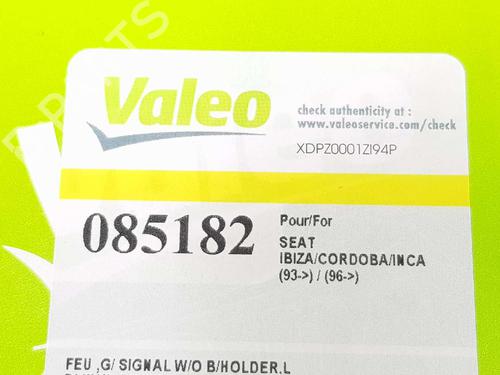 Valeo
check authenticity at :
www.valeoservice.com/check
XDPZ0001ZI94P
085182
Pour/For
SEAT
IBIZA/CORDOBA/INCA
(93->) / (96->)
FEU ,G/ SIGNAL W/O B/HOLDER,L